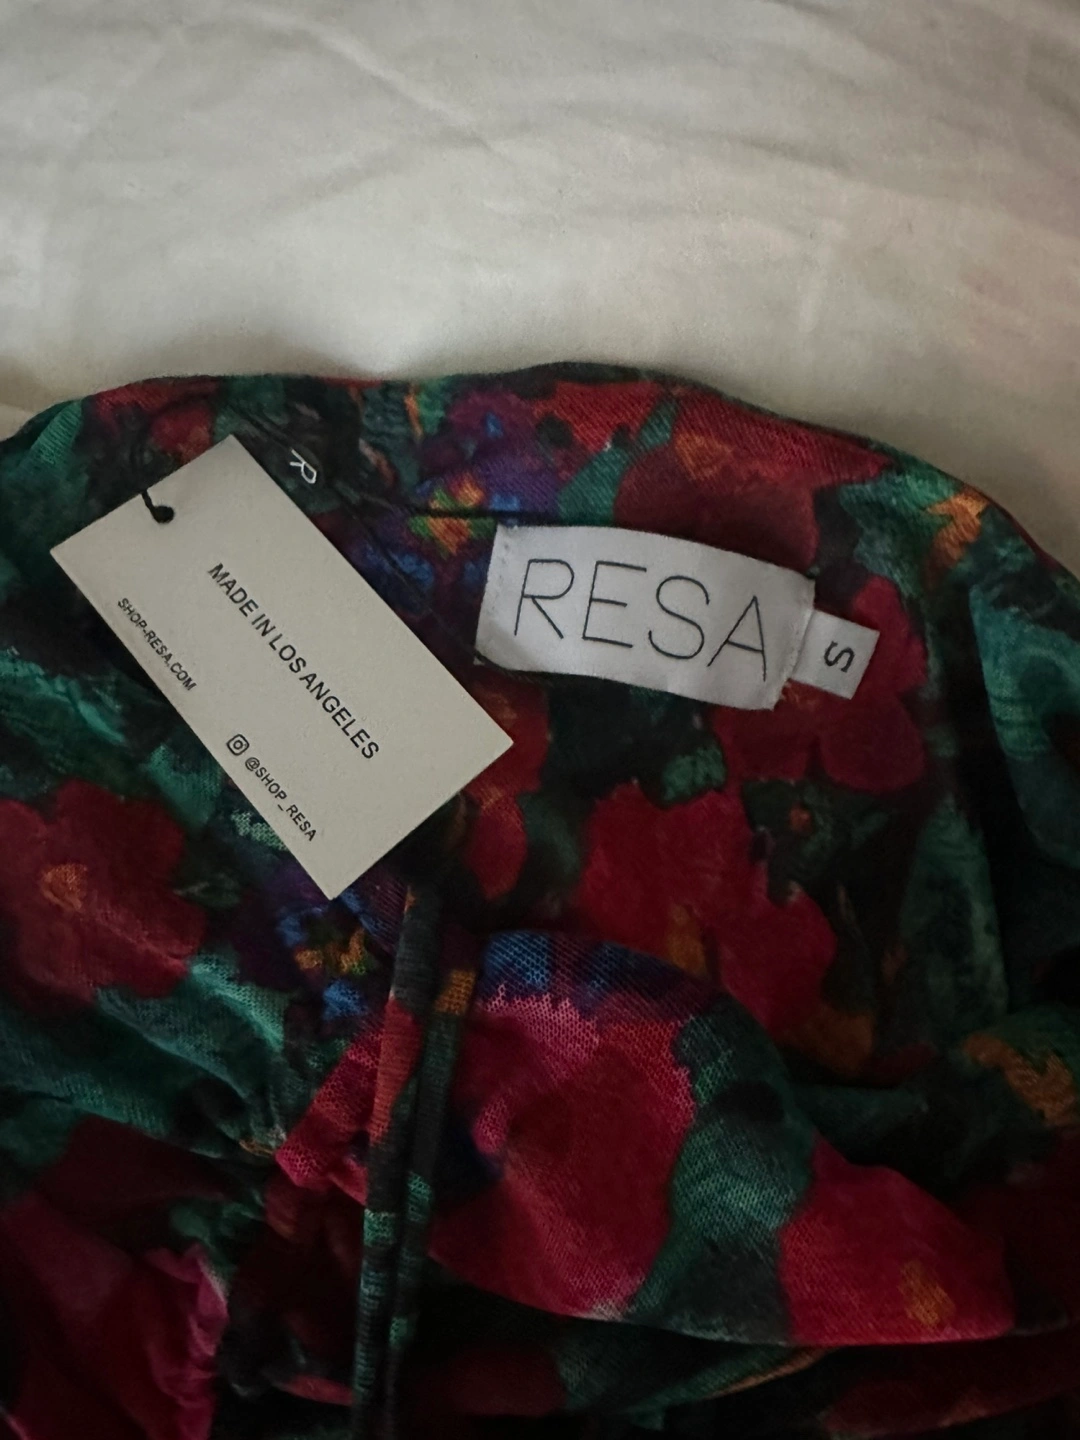 R
RESA
S
MADE IN LOS ANGELES
SHOP-RESA.COM
@SHOP_RESA